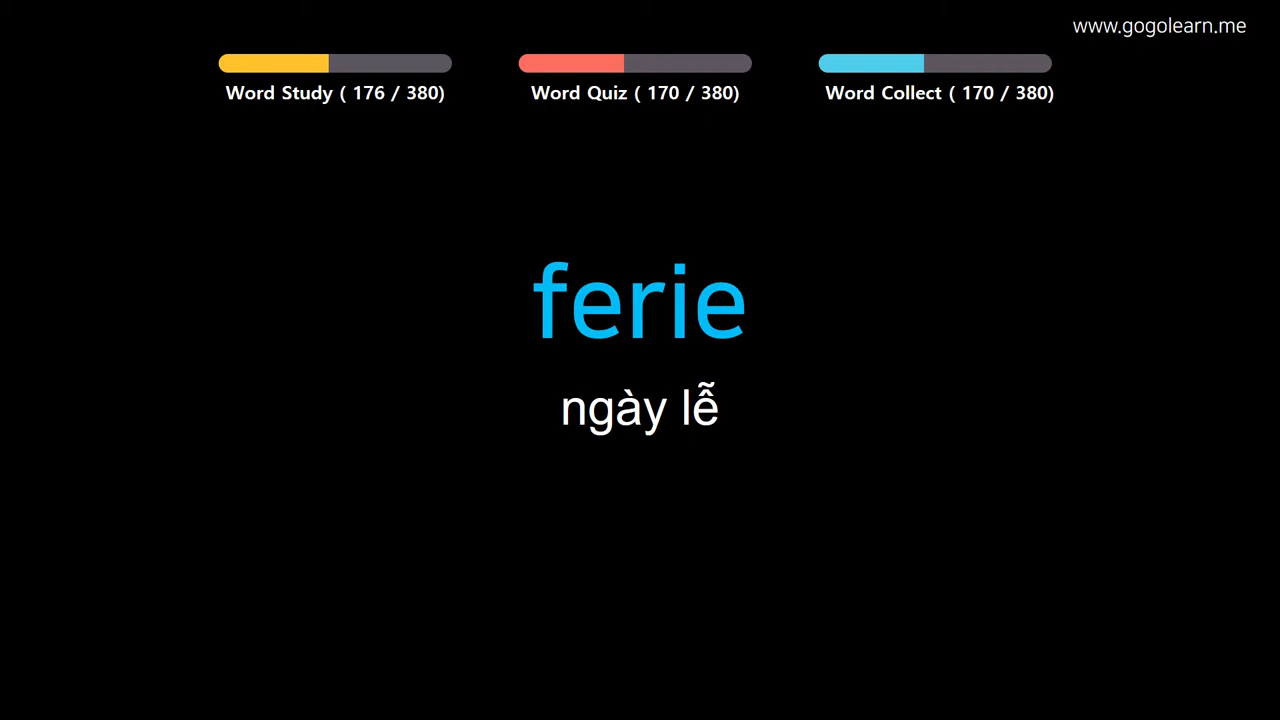 www.gogolearn.me
Word Study ( 176 / 380)
Word Quiz ( 170 / 380)
Word Collect ( 170 / 380)
ferie
ngày lễ